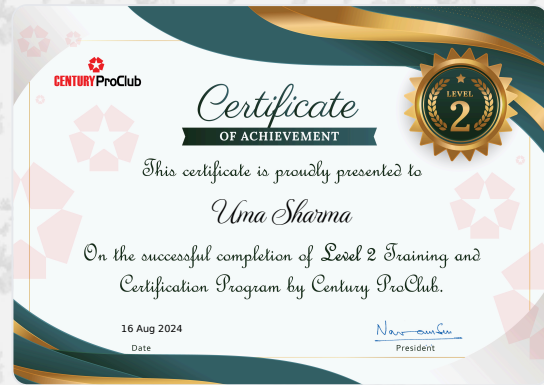 CENTURY ProClub
LEVEL
2
Certificate
OF ACHIEVEMENT
This certificate is proudly presented to
Uma Sharma
On the successful completion of Level 2 Training and
Certification Program by Century ProClub.
16 Aug 2024
Date
President